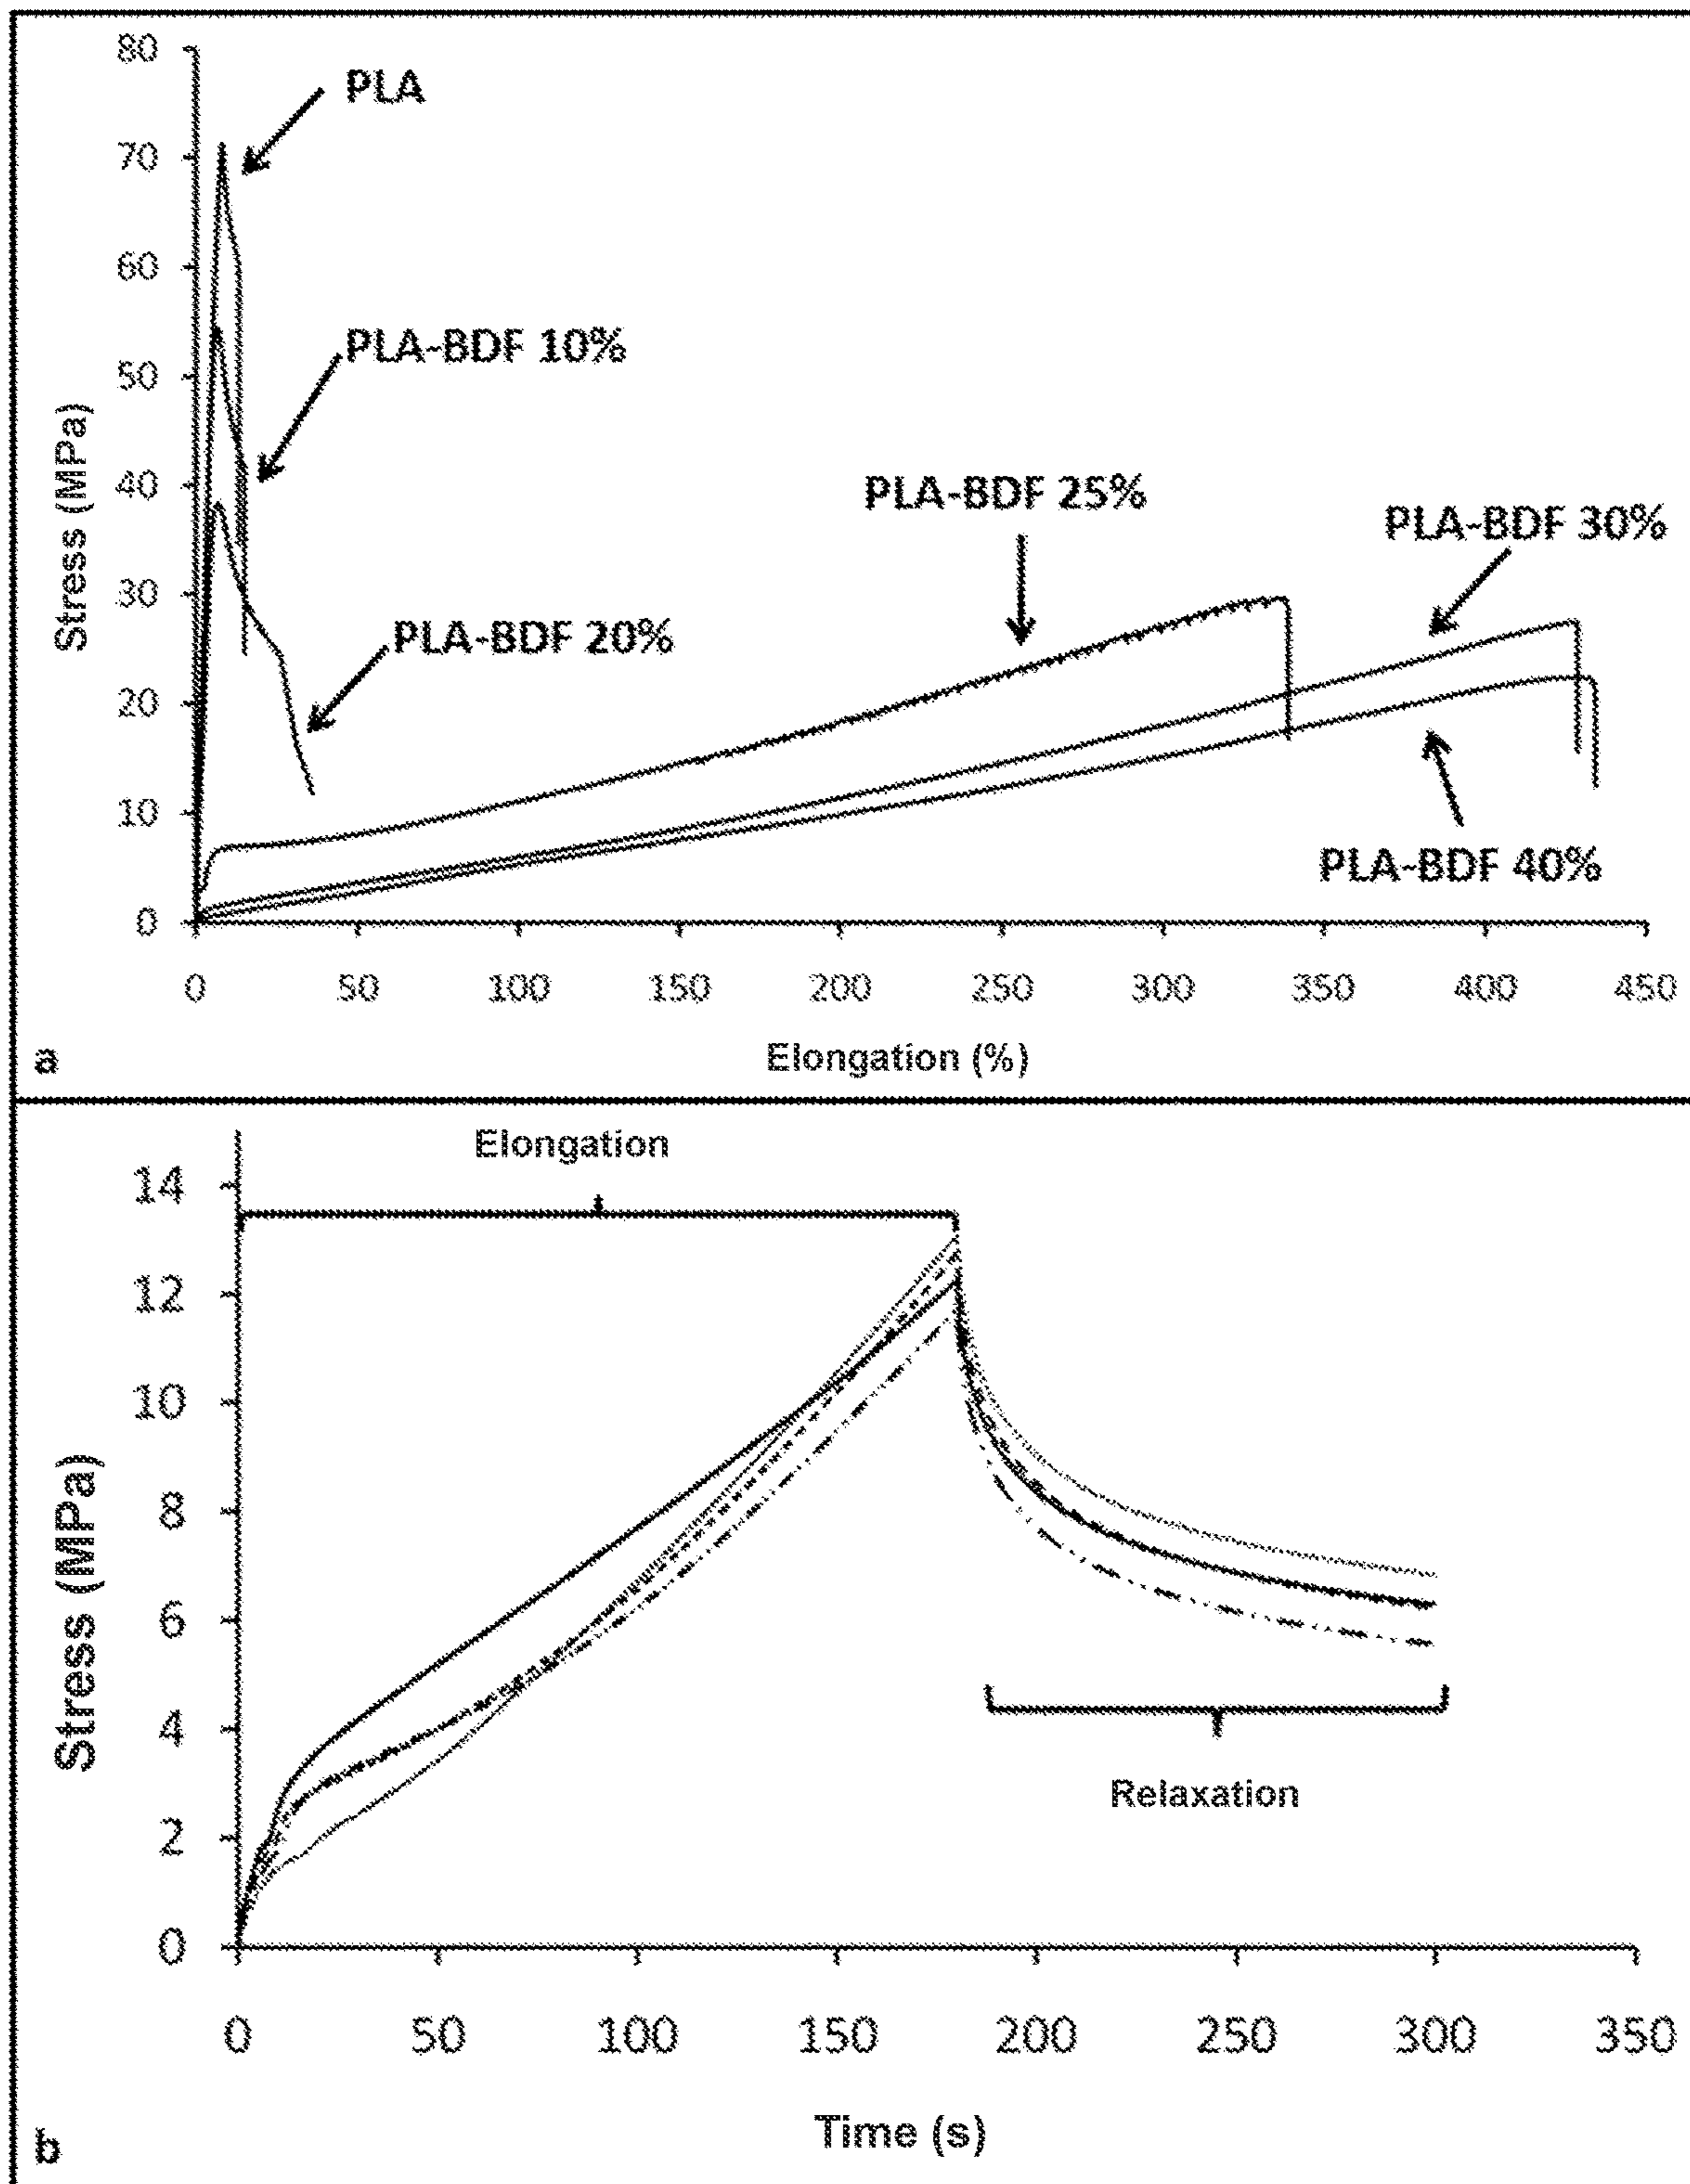 80
PLA
70
60
PLA-BDF 10%
50
Stress (MPa)
40
PLA-BDF 25%
PLA-BDF 30%
30
PLA-BDF 20%
20
10
PLA-BDF 40%
0
0 50 100 150 200 250 300 350 400 450
a
Elongation (%)
Elongation
14
12
10
Stress (MPa)
8
6
4
Relaxation
2
0
0 50 100 150 200 250 300 350
Time (s)
b